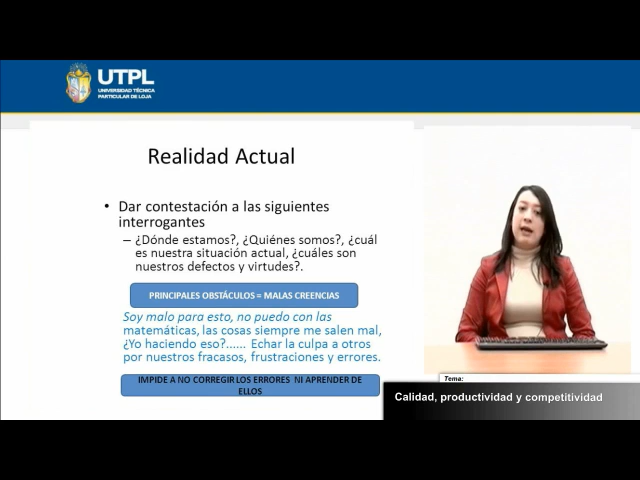 UTPL
UNIVERSIDAD TÉCNICA
PARTICULAR DE LOJA
Realidad Actual
• Dar contestación a las siguientes
interrogantes
– ¿Dónde estamos?, ¿Quiénes somos?, ¿cuál
es nuestra situación actual, ¿cuáles son
nuestros defectos y virtudes?.
PRINCIPALES OBSTÁCULOS = MALAS CREENCIAS
Soy malo para esto, no puedo con las
matemáticas, las cosas siempre me salen mal,
¿Yo haciendo eso?...... Echar la culpa a otros
por nuestros fracasos, frustraciones y errores.
IMPIDE A NO CORREGIR LOS ERRORES NI APRENDER DE
ELLOS
Tema:
Calidad, productividad y competitividad